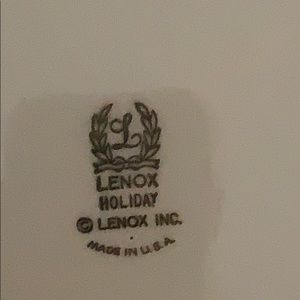 L
LENOX
HOLIDAY
© LENOX INC.
MADE IN U.S.A.